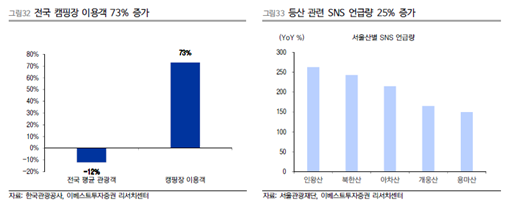 그림32 전국 캠핑장 이용객 73% 증가
80%
70%
60%
50%
40%
30%
20%
10%
0%
-10%
-20%
73%
-12%
전국 평균 관광객
캠핑장 이용객
자료: 한국관광공사, 이베스트투자증권 리서치센터
그림33 등산 관련 SNS 언급량 25% 증가
(YoY %)
서울산별 SNS 언급량
300
250
200
150
100
50
0
인왕산
북한산
아차산
개웅산
용마산
자료: 서울관광재단, 이베스트투자증권 리서치센터